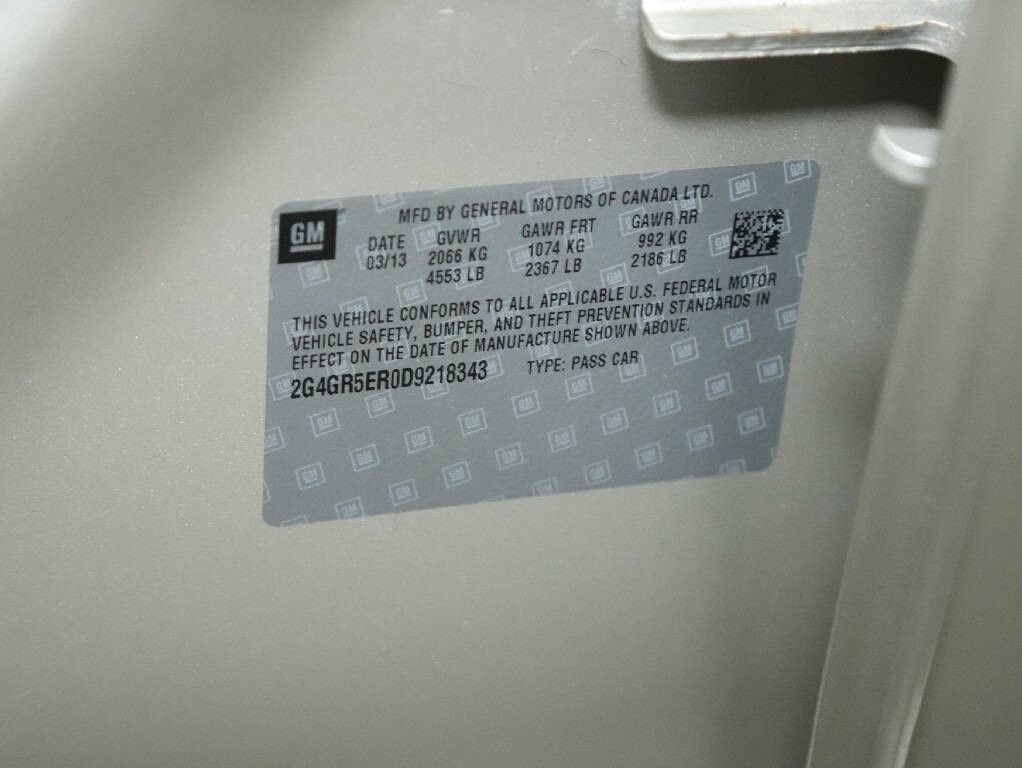 GM
MFD BY GENERAL MOTORS OF CANADA LTD.
DATE GVWR GAWR FRT GAWR RR
03/13 2066 KG 1074 KG 992 KG
4553 LB 2367 LB 2186 LB
THIS VEHICLE CONFORMS TO ALL APPLICABLE U.S. FEDERAL MOTOR
VEHICLE SAFETY, BUMPER, AND THEFT PREVENTION STANDARDS IN
EFFECT ON THE DATE OF MANUFACTURE SHOWN ABOVE.
2G4GR5ER0D9218343 TYPE: PASS CAR